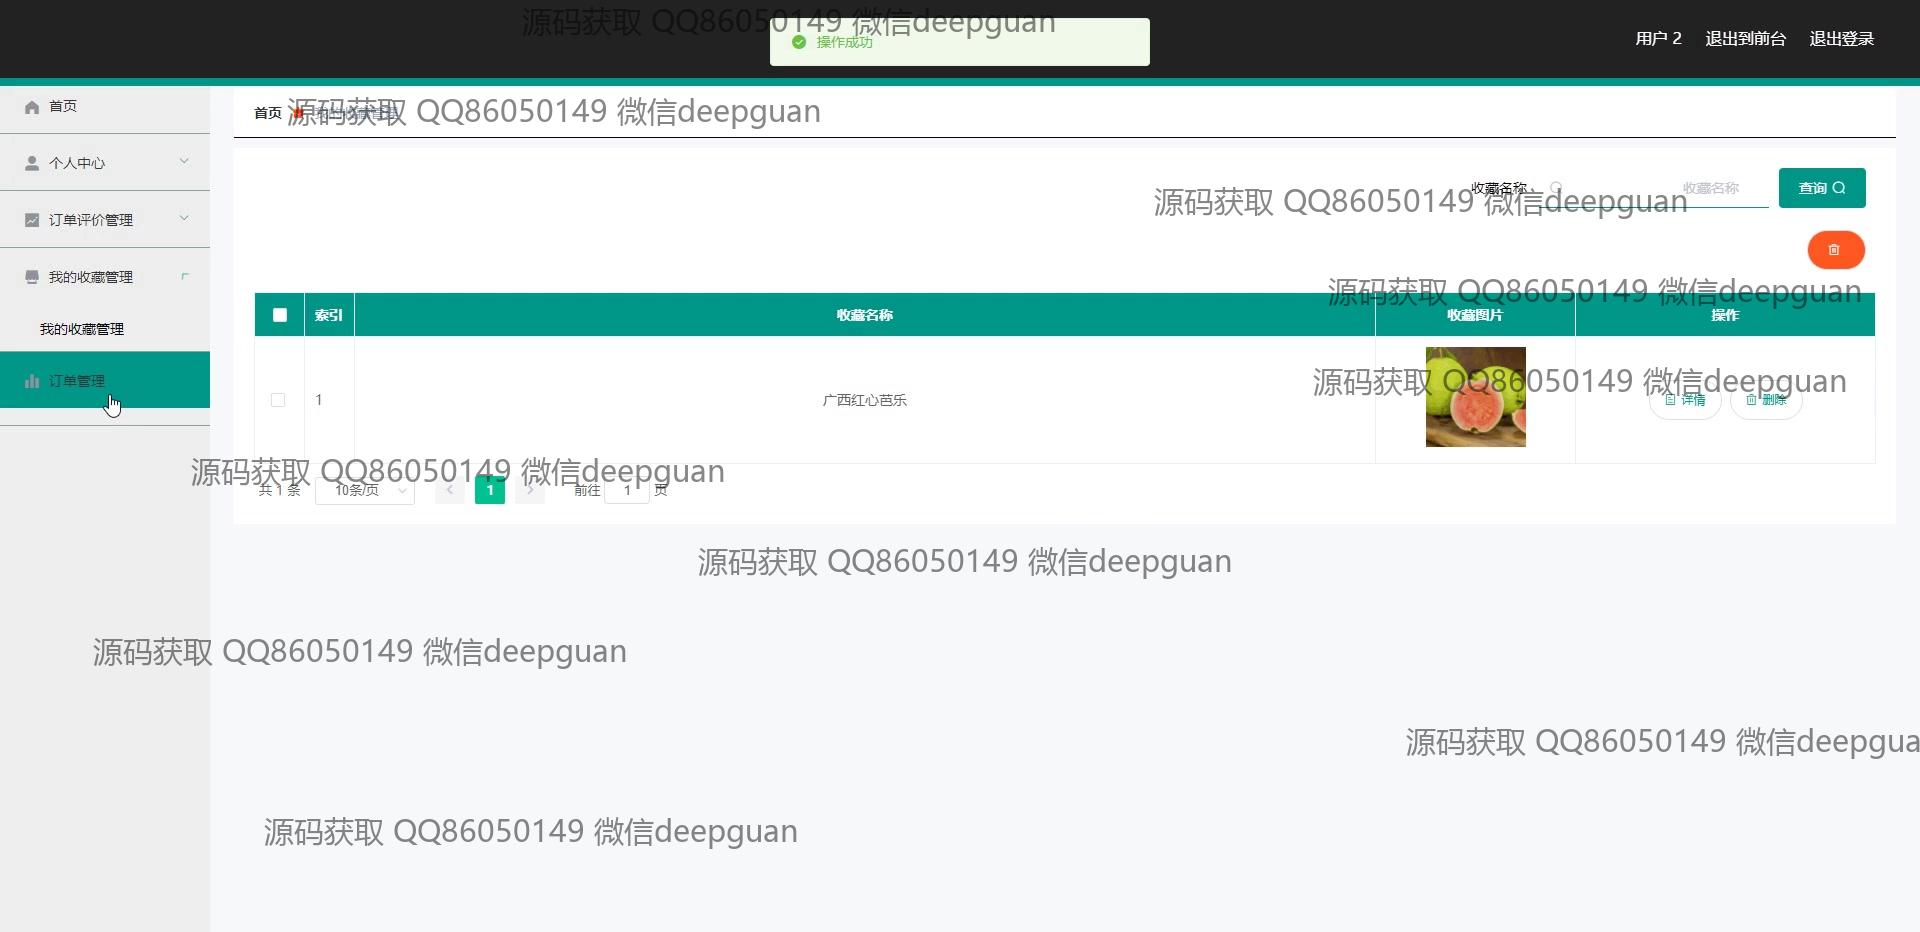 源码获取 QQ86050149 微信deepguan
操作成功
用户 2 退出到前台 退出登录
首页
首页 我的收藏管理
源码获取 QQ86050149 微信deepguan
个人中心
收藏名称 收藏名称 查询
源码获取 QQ86050149 微信deepguan
订单评价管理
我的收藏管理
源码获取 QQ86050149 微信deepguan
索引 收藏名称 收藏图片 操作
我的收藏管理
订单管理
源码获取 QQ86050149 微信deepguan
1 广西红心芭乐 详情 删除
源码获取 QQ86050149 微信deepguan
共 1 条 10条/页 1 前往 1 页
源码获取 QQ86050149 微信deepguan
源码获取 QQ86050149 微信deepguan
源码获取 QQ86050149 微信deepgua
源码获取 QQ86050149 微信deepguan